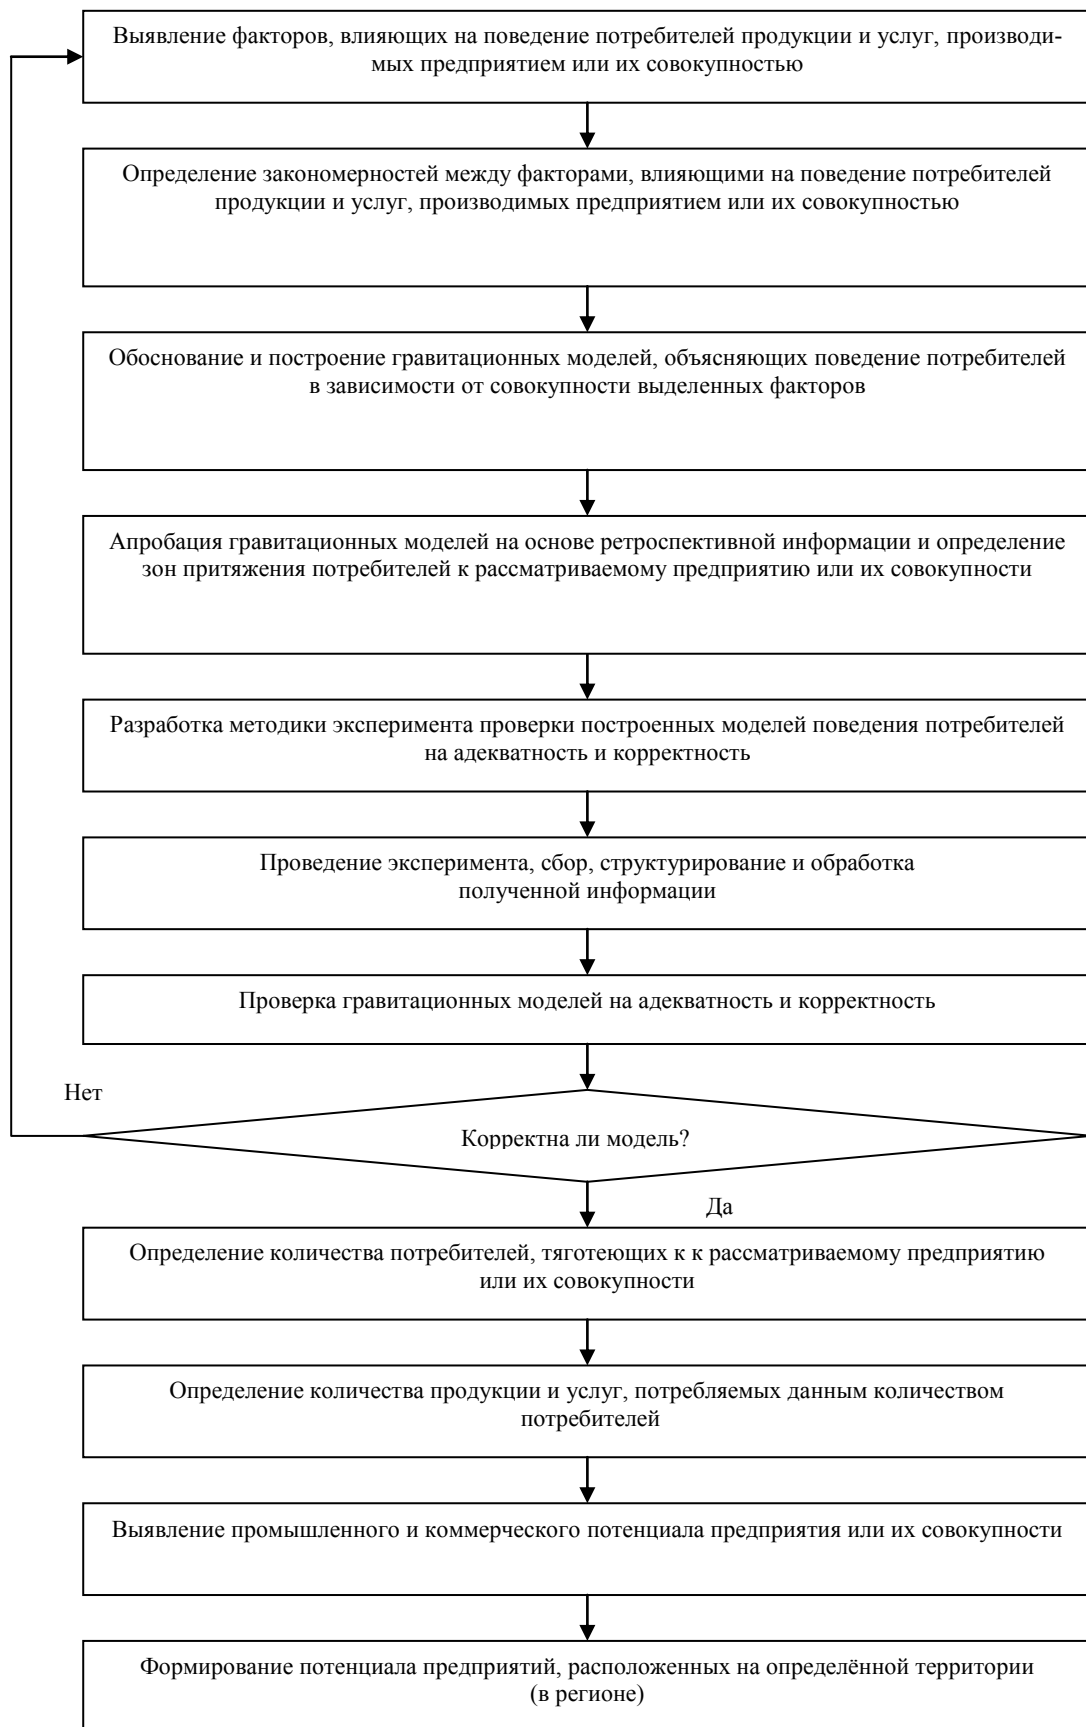 Выявление факторов, влияющих на поведение потребителей продукции и услуг, производи-
мых предприятием или их совокупностью
Определение закономерностей между факторами, влияющими на поведение потребителей
продукции и услуг, производимых предприятием или их совокупностью
Обоснование и построение гравитационных моделей, объясняющих поведение потребителей
в зависимости от совокупности выделенных факторов
Апробация гравитационных моделей на основе ретроспективной информации и определение
зон притяжения потребителей к рассматриваемому предприятию или их совокупности
Разработка методики эксперимента проверки построенных моделей поведения потребителей
на адекватность и корректность
Проведение эксперимента, сбор, структурирование и обработка
полученной информации
Проверка гравитационных моделей на адекватность и корректность
Нет
Корректна ли модель?
Да
Определение количества потребителей, тяготеющих к к рассматриваемому предприятию
или их совокупности
Определение количества продукции и услуг, потребляемых данным количеством
потребителей
Выявление промышленного и коммерческого потенциала предприятия или их совокупности
Формирование потенциала предприятий, расположенных на определённой территории
(в регионе)